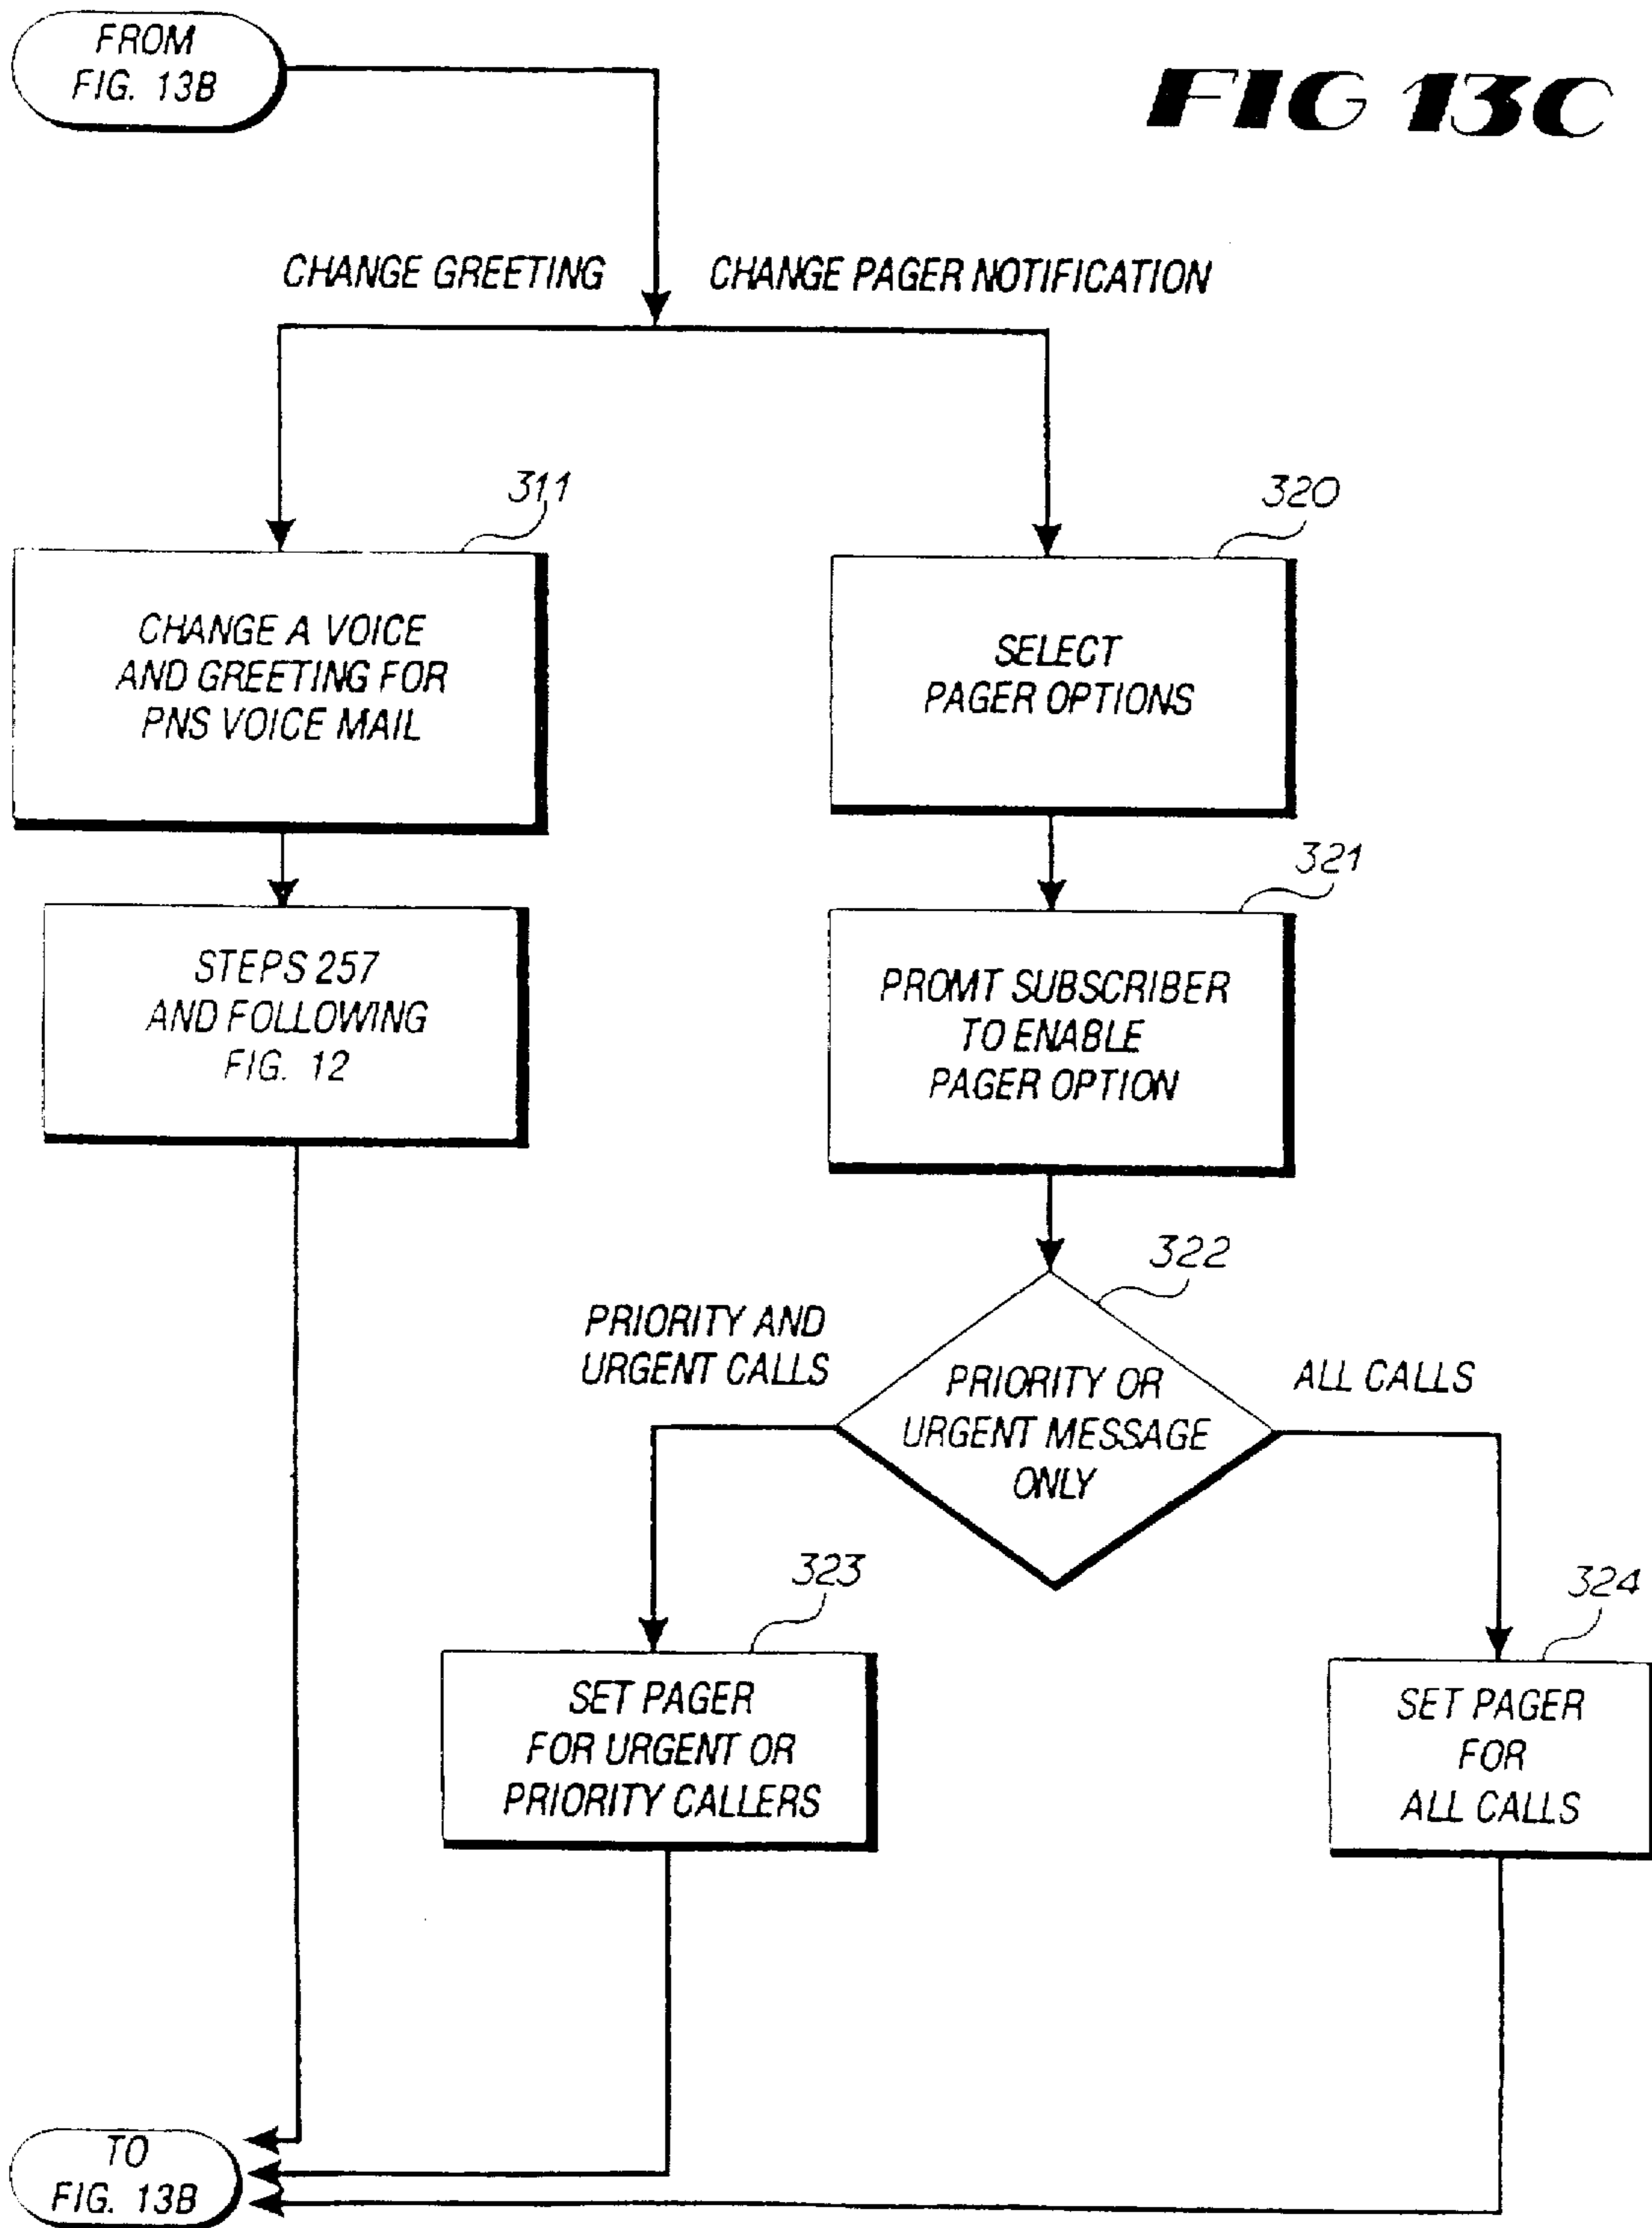 FROM
FIG. 13B
FIG 13C
CHANGE GREETING
CHANGE PAGER NOTIFICATION
311
CHANGE A VOICE
AND GREETING FOR
PNS VOICE MAIL
320
SELECT
PAGER OPTIONS
STEPS 257
AND FOLLOWING
FIG. 12
321
PROMT SUBSCRIBER
TO ENABLE
PAGER OPTION
322
PRIORITY AND
URGENT CALLS
PRIORITY OR
URGENT MESSAGE
ONLY
ALL CALLS
323
SET PAGER
FOR URGENT OR
PRIORITY CALLERS
324
SET PAGER
FOR
ALL CALLS
TO
FIG. 13B